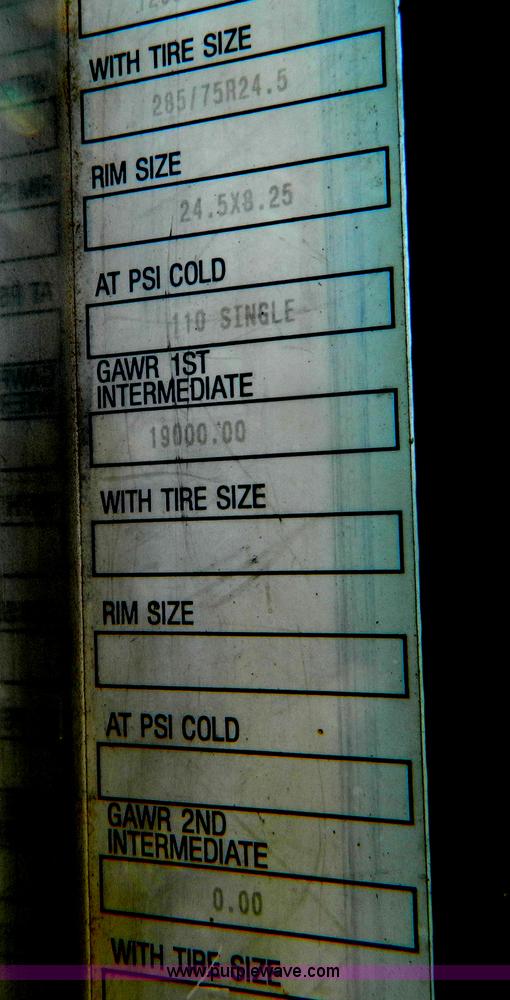 WITH TIRE SIZE
285/75R24.5
RIM SIZE
24.5X8.25
AT PSI COLD
110 SINGLE
GAWR 1ST
INTERMEDIATE
19000.00
WITH TIRE SIZE
RIM SIZE
AT PSI COLD
GAWR 2ND
INTERMEDIATE
0.00
WITH TIRE SIZE
www.purplewave.com